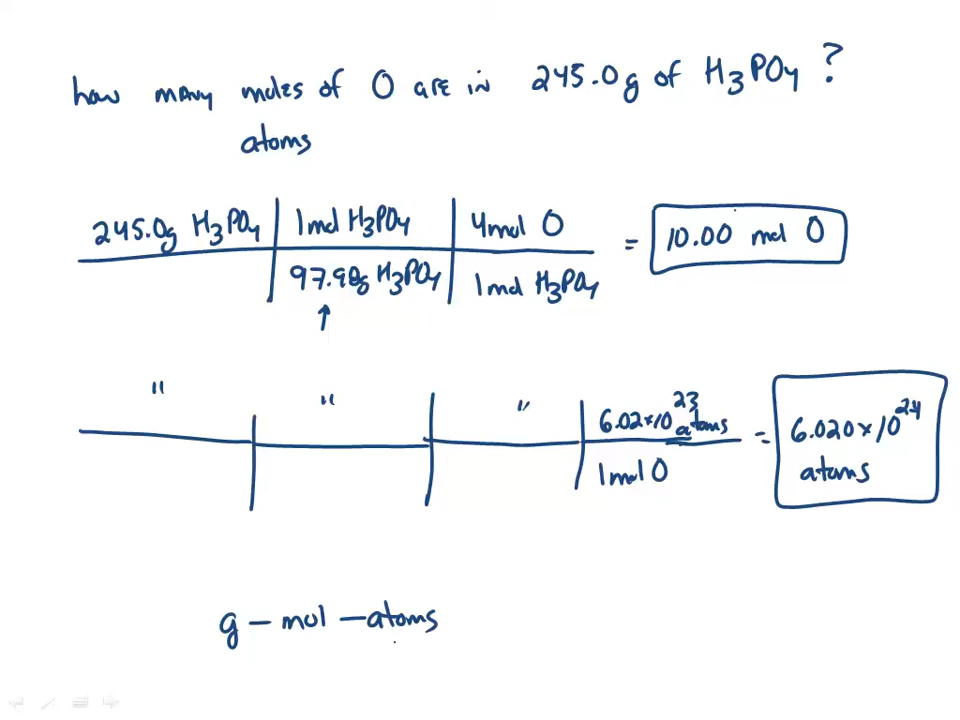 how many moles of O are in 245.0g of H3PO4?
atoms
245.0g H3PO4 | 1mol H3PO4 | 4mol O = 10.00 mol O
97.90g H3PO4 | 1mol H3PO4
↑
" " " 6.02×10^23 atoms = 6.020×10^24
1mol O atoms
g – mol – atoms